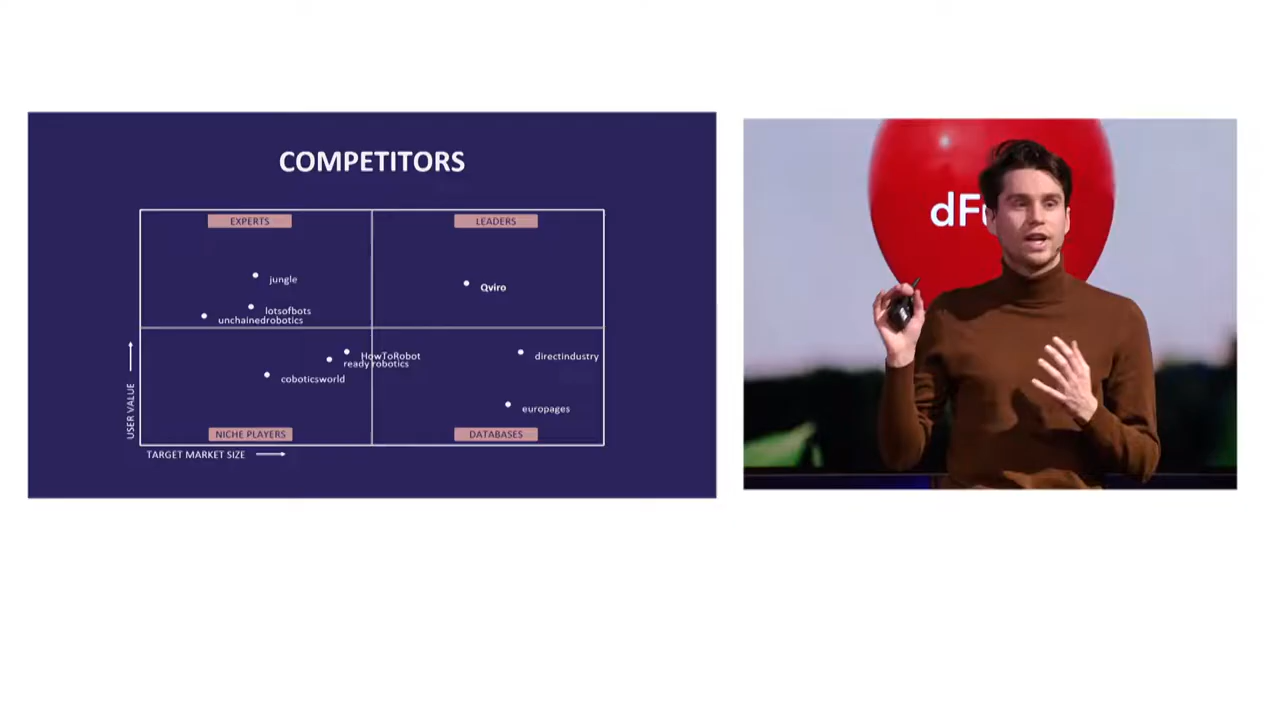 COMPETITORS
EXPERTS
LEADERS
jungle
Qviro
lotsofbots
unchainedrobotics
HowToRobot
directindustry
ready robotics
coboticsworld
europages
NICHE PLAYERS
DATABASES
USER VALUE
TARGET MARKET SIZE